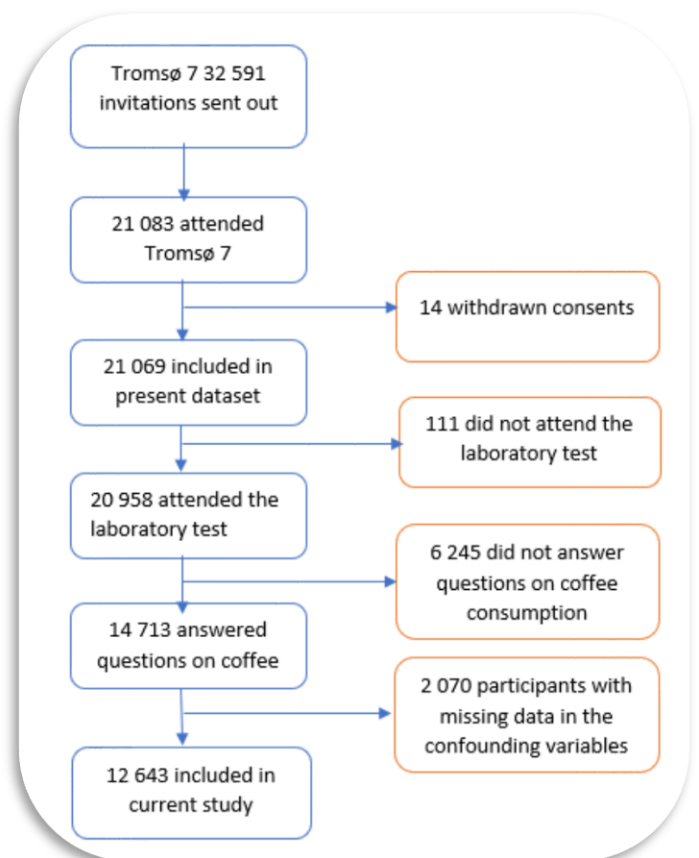 Tromsø 7 32 591
invitations sent out
21 083 attended
Tromsø 7
14 withdrawn consents
21 069 included in
present dataset
111 did not attend the
laboratory test
20 958 attended the
laboratory test
6 245 did not answer
questions on coffee
consumption
14 713 answered
questions on coffee
2 070 participants with
missing data in the
confounding variables
12 643 included in
current study